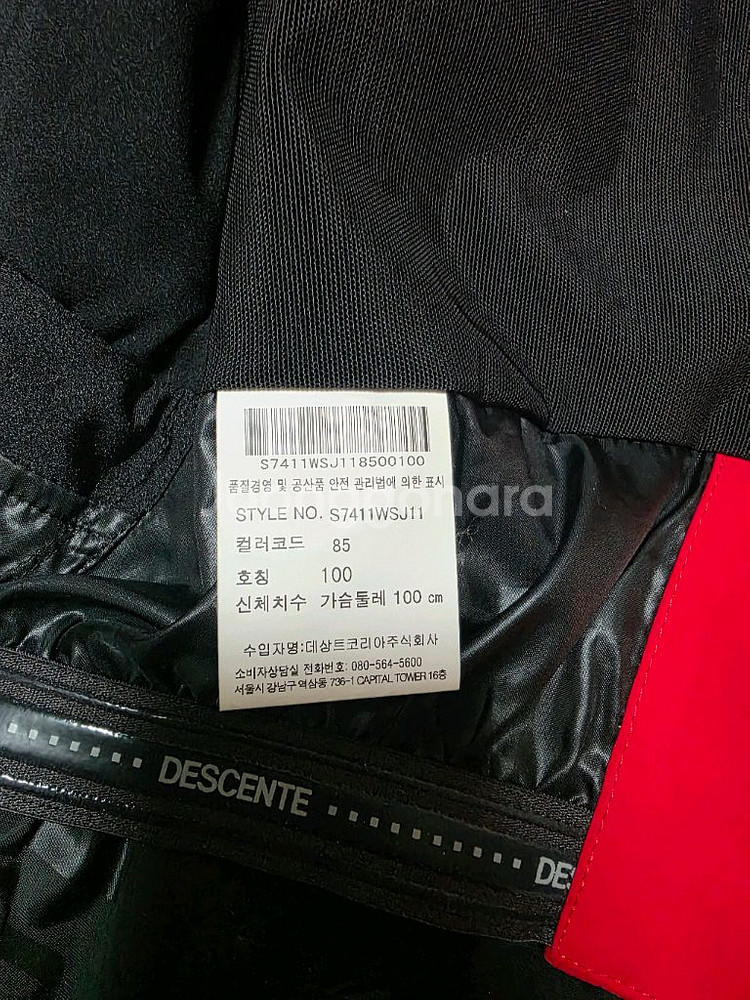 S7411WSJ118500100
품질경영 및 공산품 안전 관리법에 의한 표시
STYLE NO. S7411WSJ11
컬러코드 85
호칭 100
신체치수 가슴둘레 100 cm
수입자명:데상트코리아주식회사
소비자상담실 전화번호: 080-564-5600
서울시 강남구 역삼동 736-1 CAPITAL TOWER 16층
DESCENTE
DES